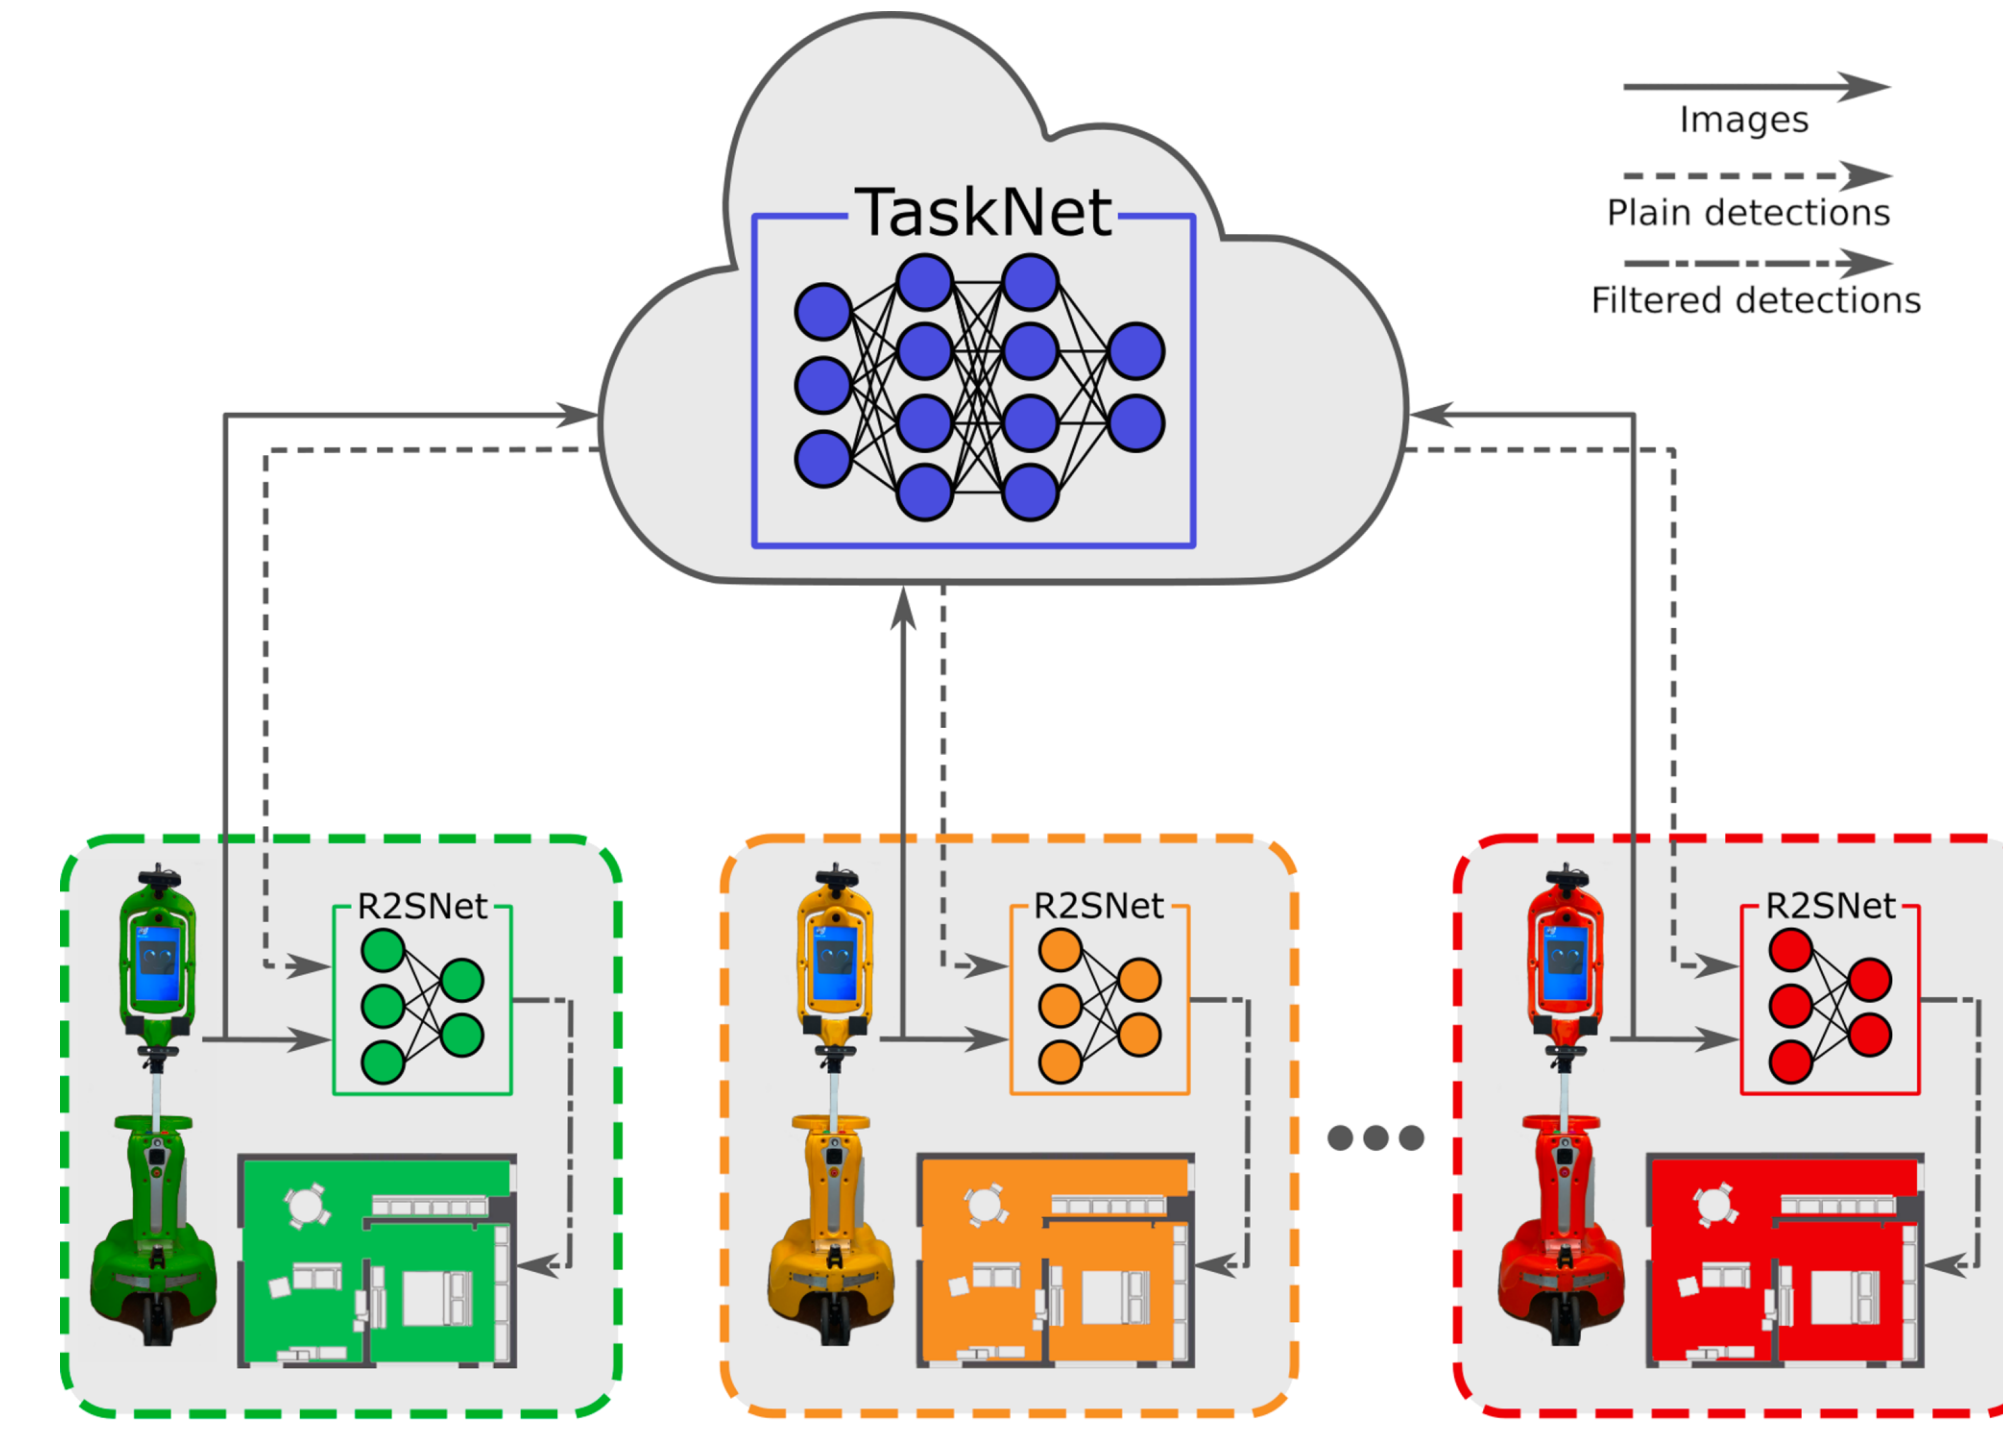 TaskNet
Images
Plain detections
Filtered detections
R2SNet
R2SNet
R2SNet